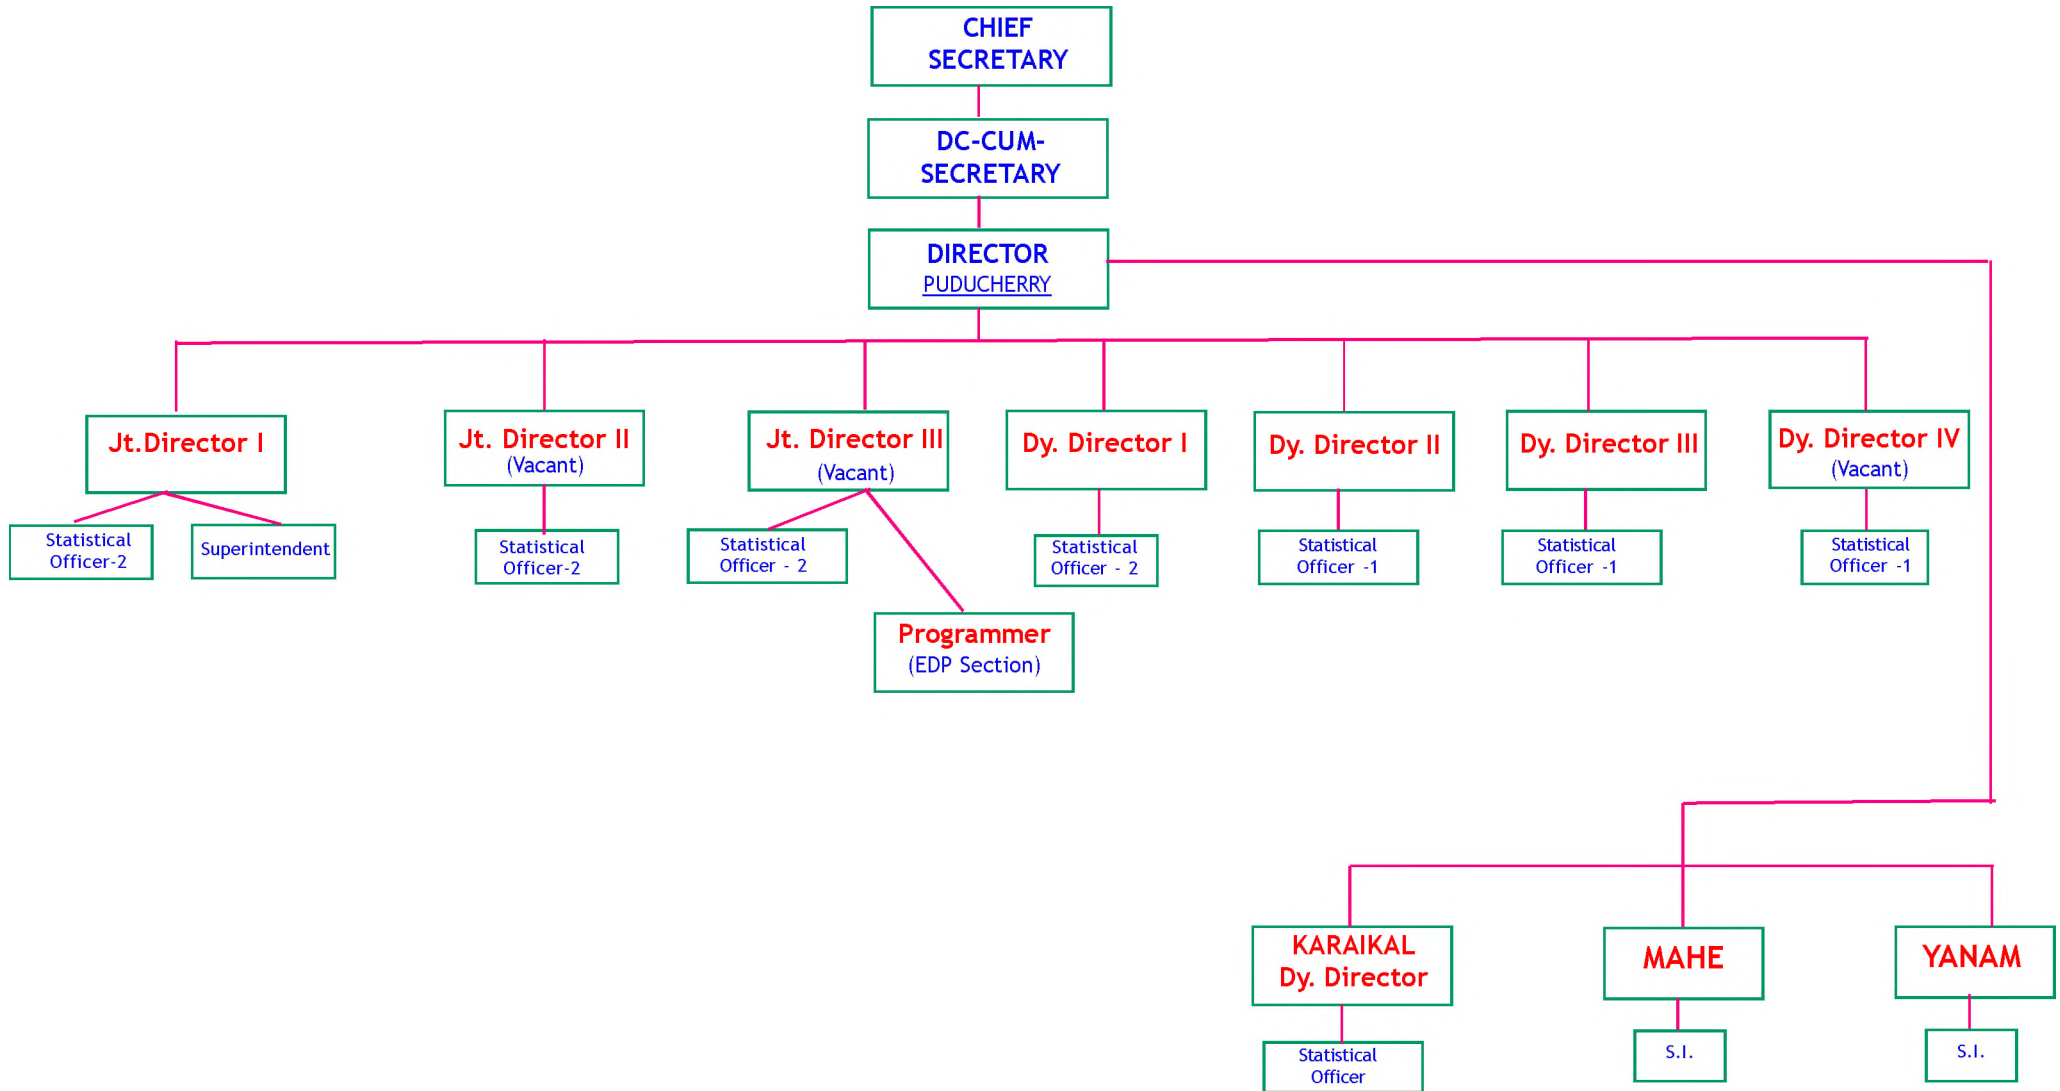 CHIEF
SECRETARY
DC-CUM-
SECRETARY
DIRECTOR
PUDUCHERRY
Jt.Director I
Jt. Director II
(Vacant)
Jt. Director III
(Vacant)
Dy. Director I
Dy. Director II
Dy. Director III
Dy. Director IV
(Vacant)
Statistical
Officer-2
Superintendent
Statistical
Officer-2
Statistical
Officer - 2
Statistical
Officer - 2
Statistical
Officer -1
Statistical
Officer -1
Statistical
Officer -1
Programmer
(EDP Section)
KARAIKAL
Dy. Director
MAHE
YANAM
Statistical
Officer
S.I.
S.I.